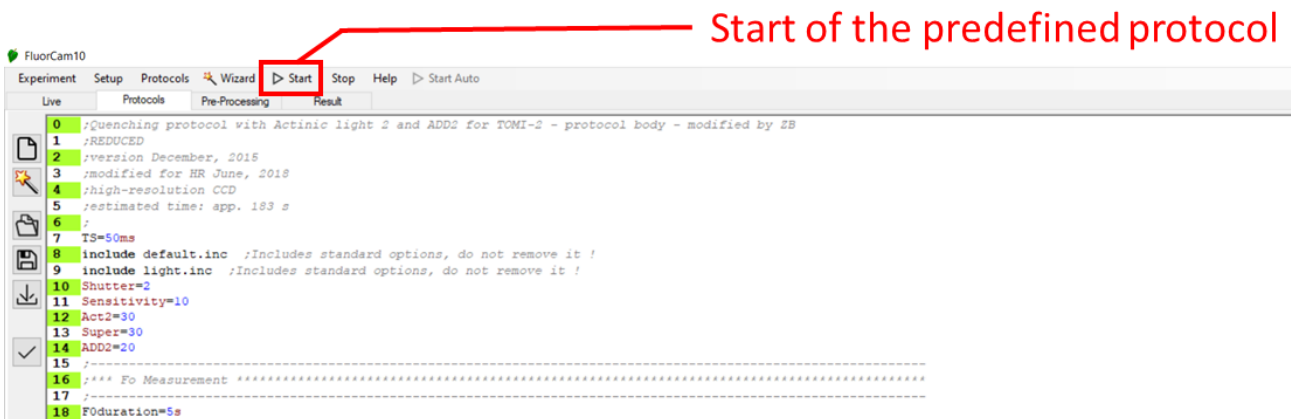 Start of the predefined protocol
FluorCam10
Experiment Setup Protocols Wizard Start Stop Help Start Auto
Live Protocols Pre-Processing Result
0 ;Quenching protocol with Actinic light 2 and ADD2 for TOMI-2 - protocol body - modified by ZB
1 ;REDUCED
2 ;version December, 2015
3 ;modified for HR June, 2018
4 ;high-resolution CCD
5 ;estimated time: app. 183 s
6 ;
7 TS=50ms
8 include default.inc ;Includes standard options, do not remove it !
9 include light.inc ;Includes standard options, do not remove it !
10 Shutter=2
11 Sensitivity=10
12 Act2=30
13 Super=30
14 ADD2=20
15 ;------------------------------------------------------------------------------------------------------------
16 ;*** Fo Measurement *****************************************************************************************
17 ;------------------------------------------------------------------------------------------------------------
18 F0duration=5s